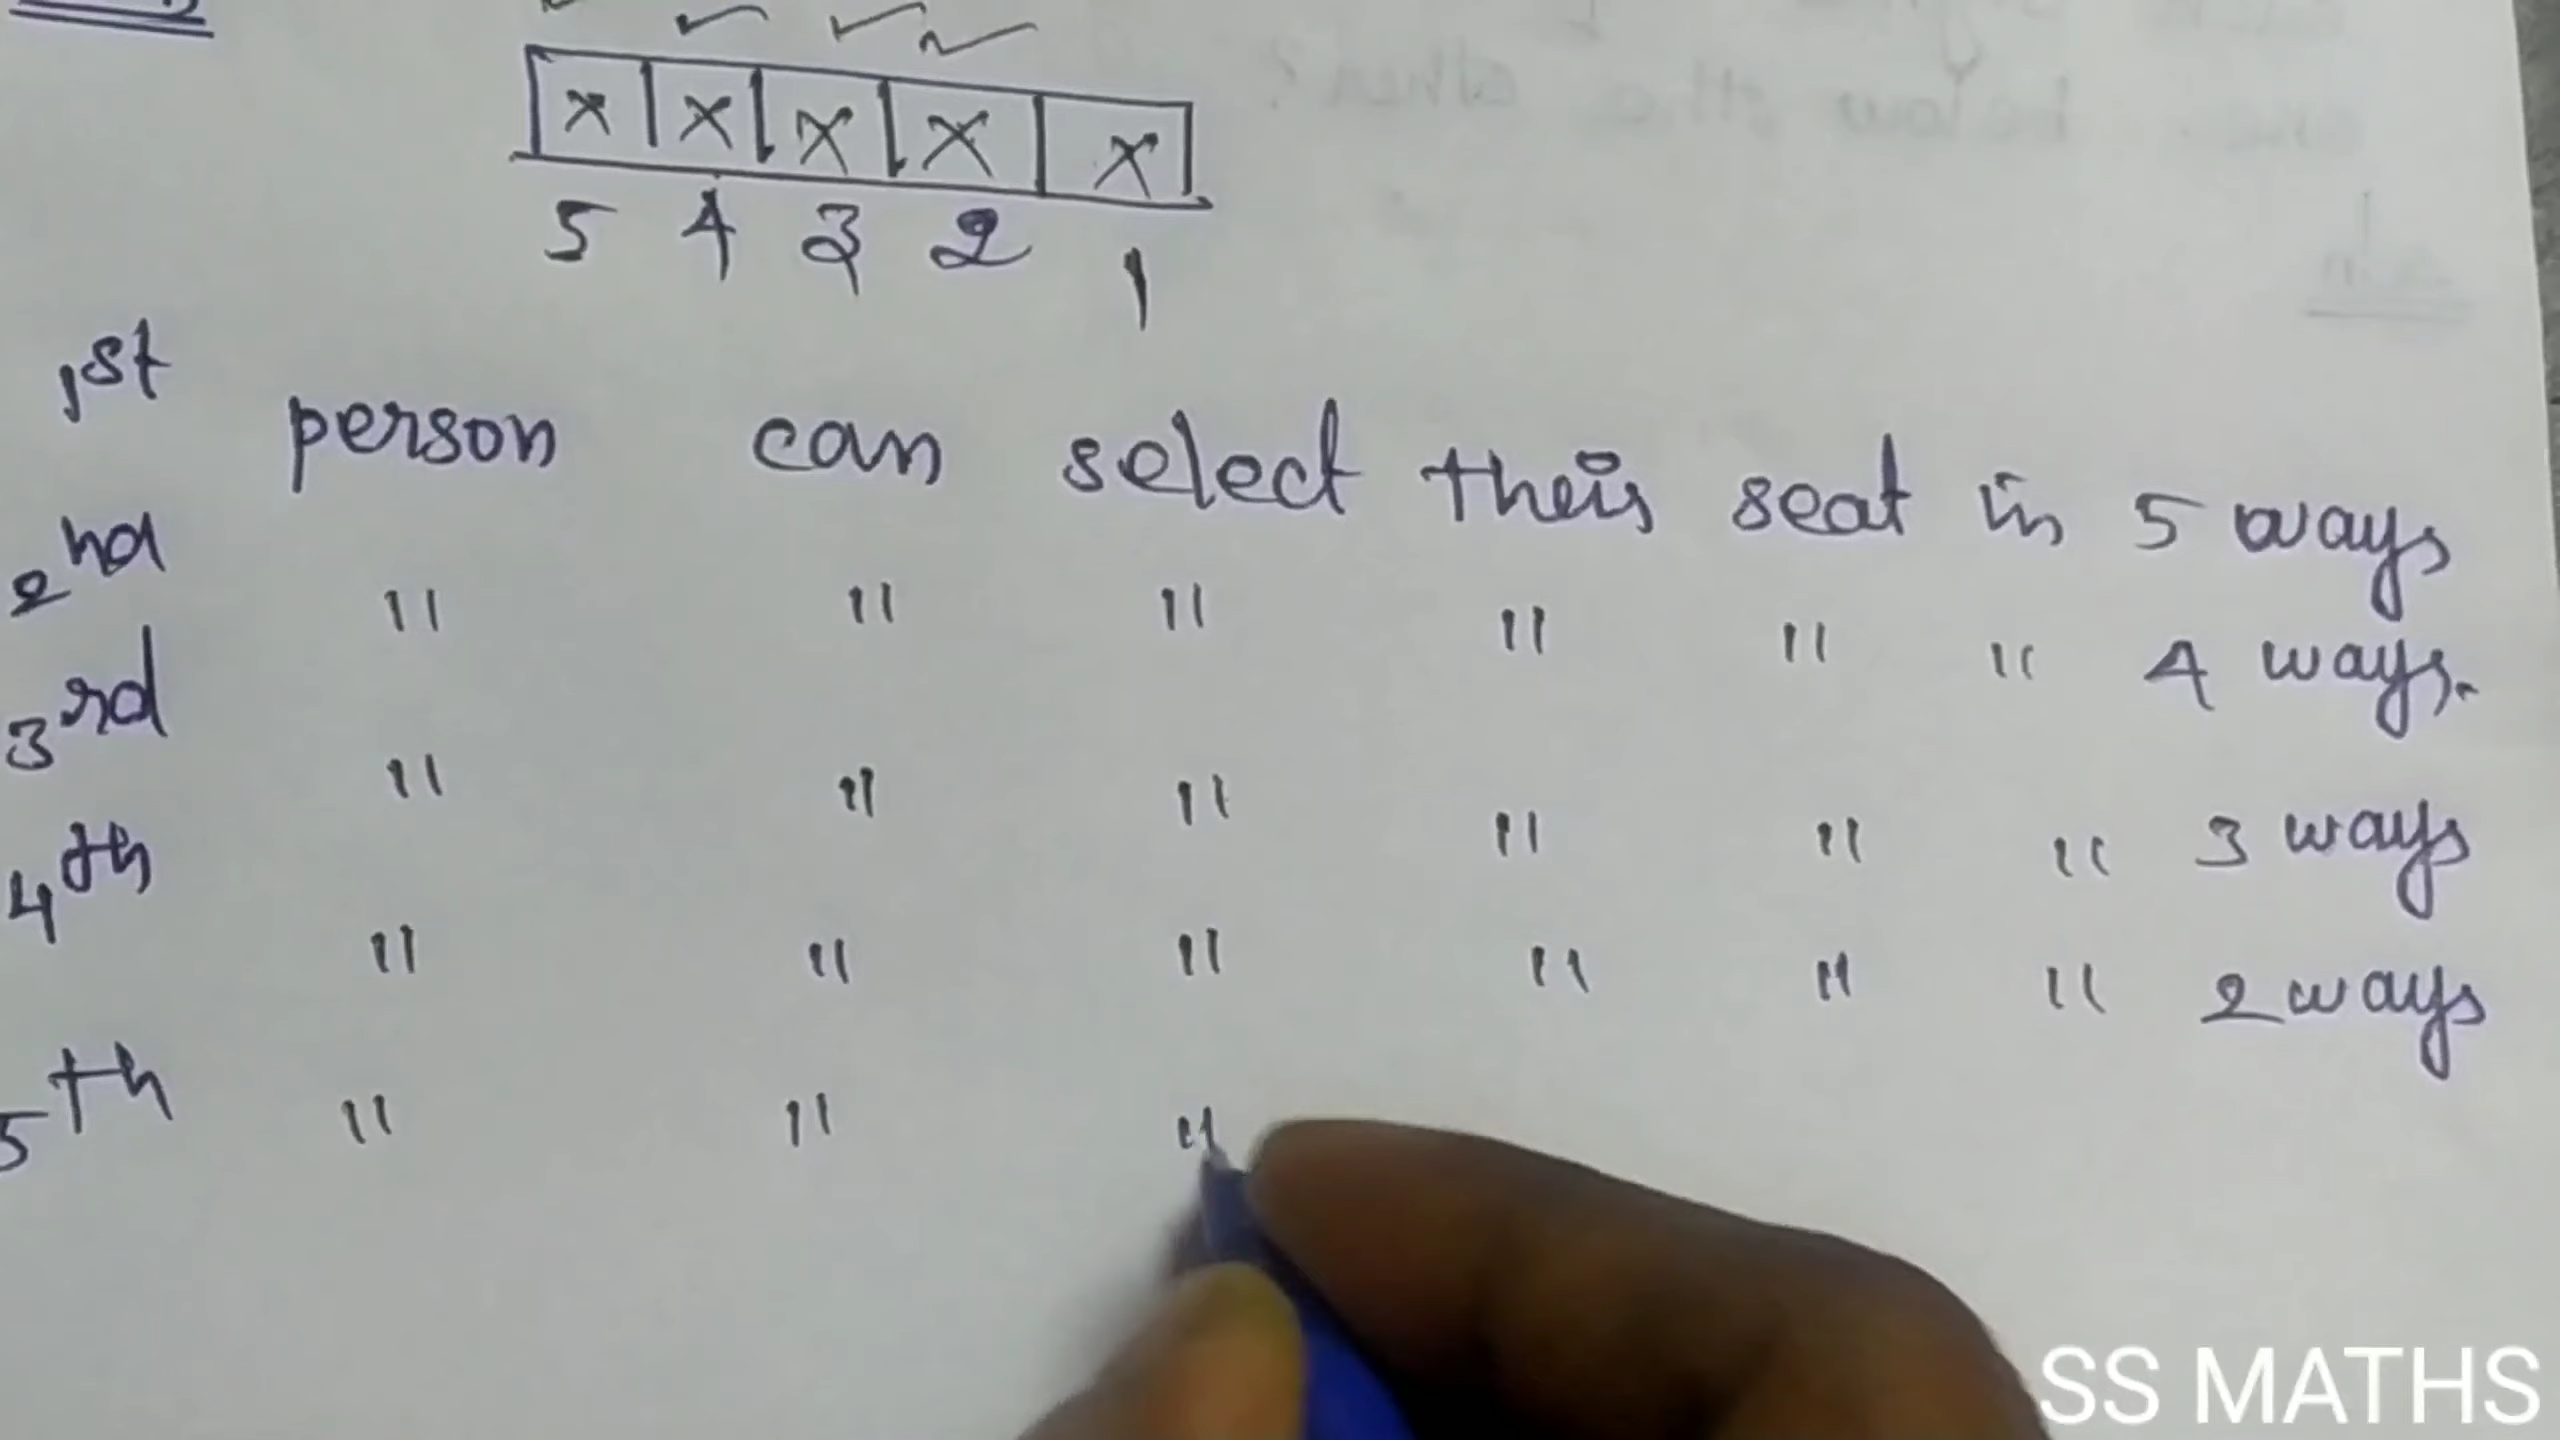 x x x x x
5 4 3 2 1
1st person can select their seat in 5 ways
2nd " " " " " " 4 ways.
3rd " " " " " " 3 ways
4th " " " " " " 2 ways
5th " " "
SS MATHS